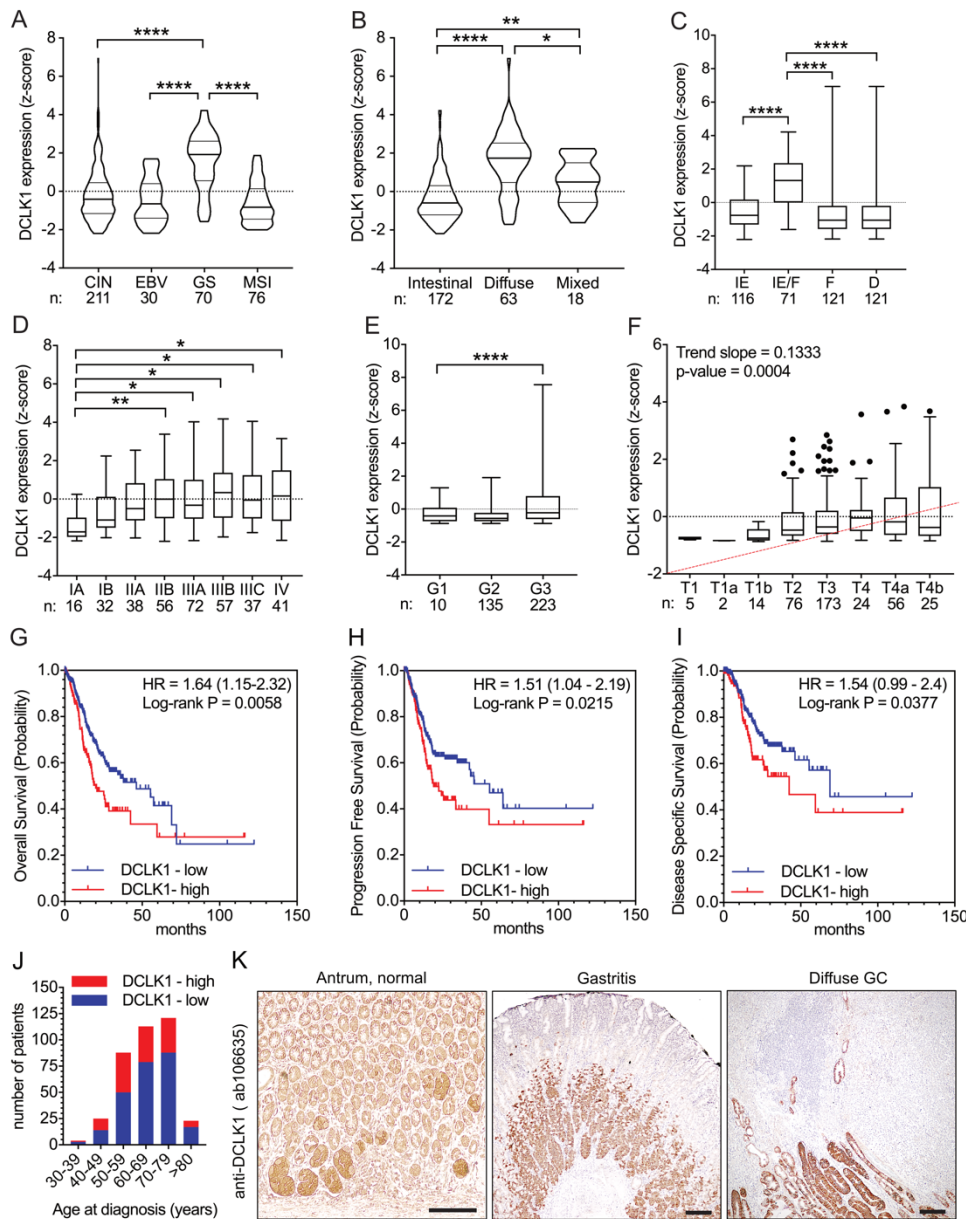 A
DCLK1 expression (z-score)
8
6
4
2
0
-2
-4
****
**** ****
CIN EBV GS MSI
n: 211 30 70 76
B
DCLK1 expression (z-score)
8
6
4
2
0
-2
-4
**
**** *
Intestinal Diffuse Mixed
n: 172 63 18
C
DCLK1 expression (z-score)
10
8
6
4
2
0
-2
-4
****
****
****
IE IE/F F D
n: 116 71 121 121
D
DCLK1 expression (z-score)
8
6
4
2
0
-2
-4
*
*
*
*
**
IA IB IIA IIB IIIA IIIB IIIC IV
n: 16 32 38 56 72 57 37 41
E
DCLK1 expression (z-score)
10
8
6
4
2
0
-2
-4
****
G1 G2 G3
n: 10 135 223
F
DCLK1 expression (z-score)
6
4
2
0
-2
Trend slope = 0.1333
p-value = 0.0004
T1 T1a T1b T2 T3 T4 T4a T4b
n: 5 2 14 76 173 24 56 25
G
Overall Survival (Probability)
1.0
0.8
0.6
0.4
0.2
HR = 1.64 (1.15-2.32)
Log-rank P = 0.0058
DCLK1 - low
DCLK1- high
0 50 100 150
months
H
Progression Free Survival (Probability)
1.0
0.8
0.6
0.4
0.2
HR = 1.51 (1.04 - 2.19)
Log-rank P = 0.0215
DCLK1 - low
DCLK1- high
0 50 100 150
months
I
Disease Specific Survival (Probability)
1.0
0.8
0.6
0.4
0.2
HR = 1.54 (0.99 - 2.4)
Log-rank P = 0.0377
DCLK1 - low
DCLK1- high
0 50 100 150
months
J
DCLK1 - high
DCLK1 - low
number of patients
150
125
100
75
50
25
0
30-39 40-49 50-59 60-69 70-79 >80
Age at diagnosis (years)
K
anti-DCLK1 ( ab106635)
Antrum, normal
Gastritis
Diffuse GC